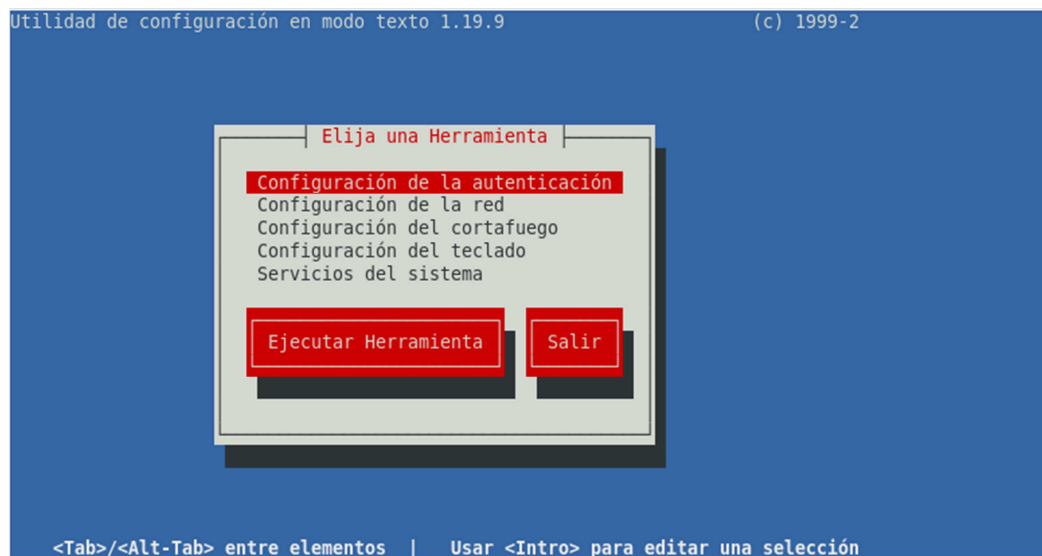 Utilidad de configuración en modo texto 1.19.9 (c) 1999-2
Elija una Herramienta
Configuración de la autenticación
Configuración de la red
Configuración del cortafuego
Configuración del teclado
Servicios del sistema
Ejecutar Herramienta Salir
<Tab>/<Alt-Tab> entre elementos | Usar <Intro> para editar una selección